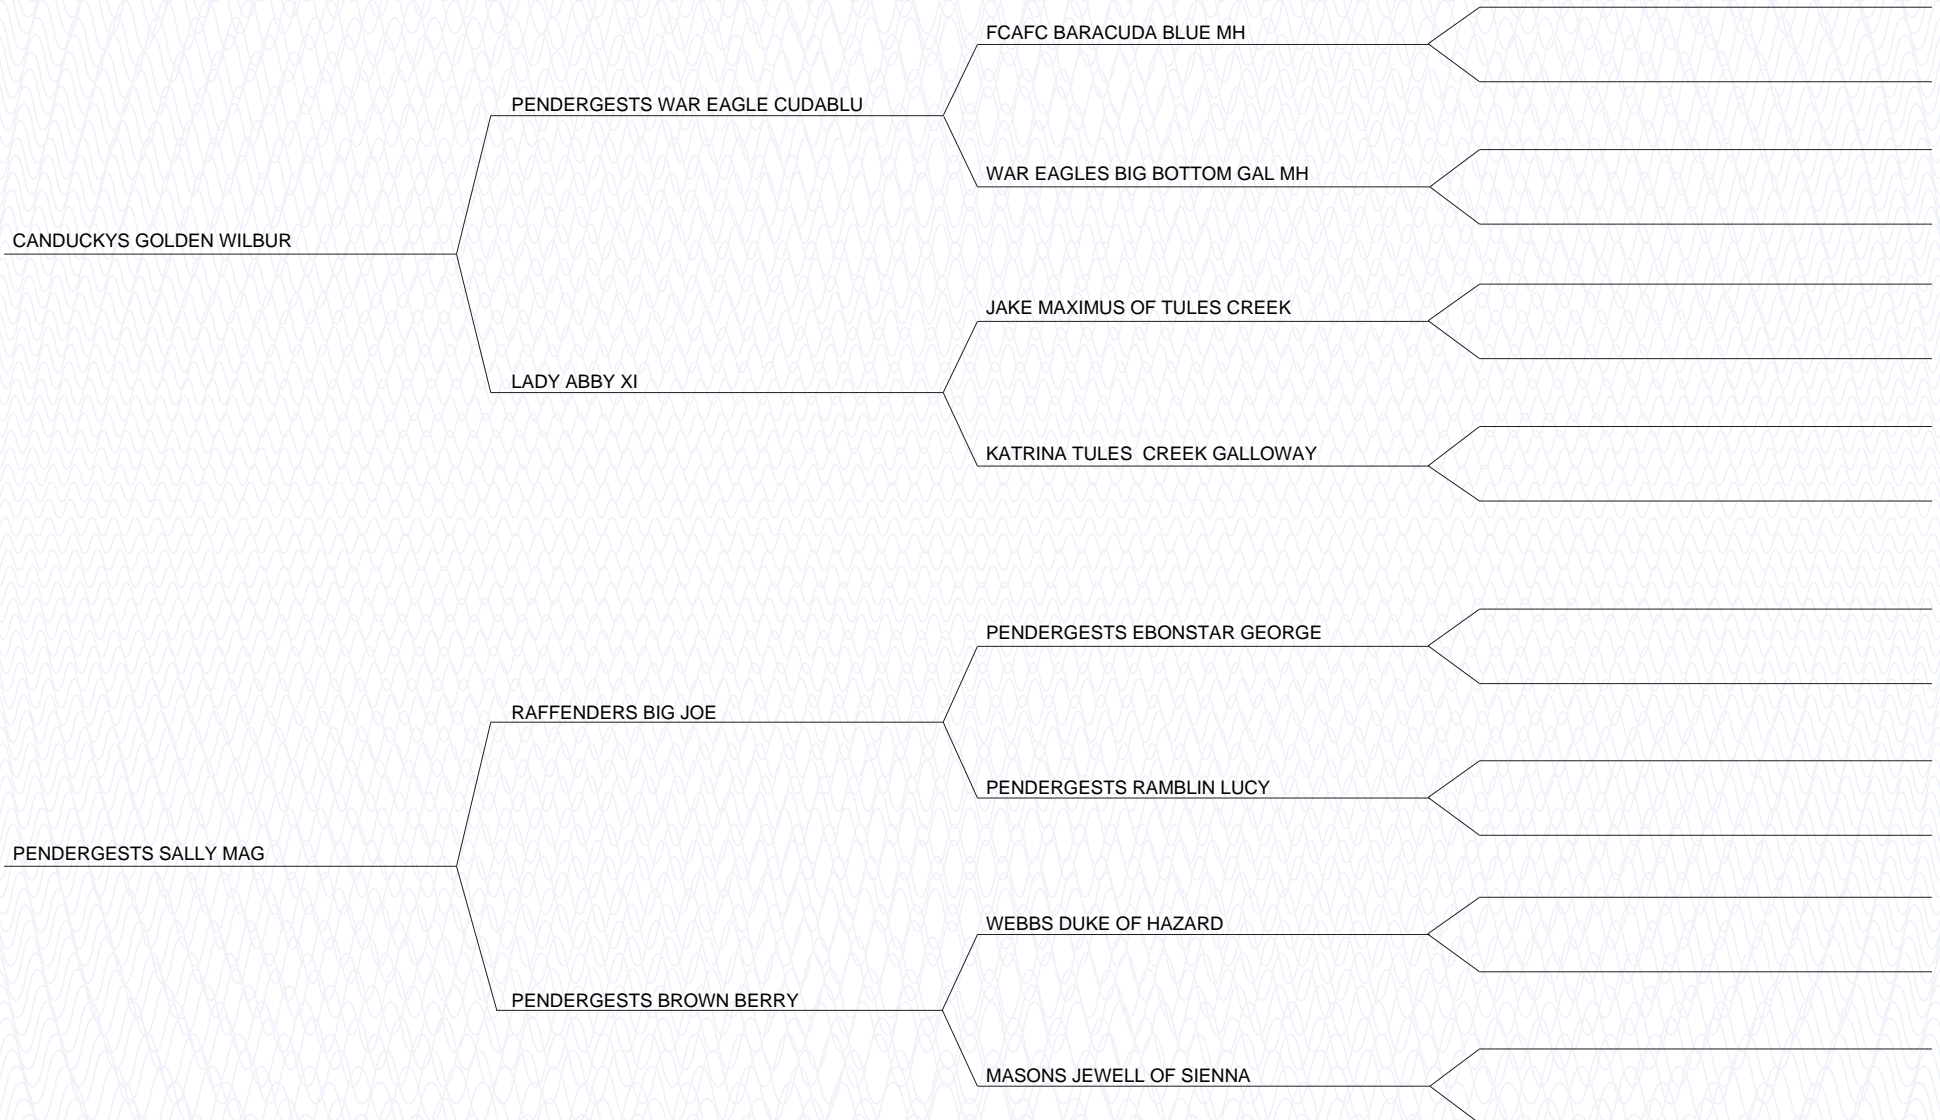 FCAFC BARACUDA BLUE MH
PENDERGESTS WAR EAGLE CUDABLU
WAR EAGLES BIG BOTTOM GAL MH
CANDUCKYS GOLDEN WILBUR
JAKE MAXIMUS OF TULES CREEK
LADY ABBY XI
KATRINA TULES  CREEK GALLOWAY
PENDERGESTS EBONSTAR GEORGE
RAFFENDERS BIG JOE
PENDERGESTS RAMBLIN LUCY
PENDERGESTS SALLY MAG
WEBBS DUKE OF HAZARD
PENDERGESTS BROWN BERRY
MASONS JEWELL OF SIENNA